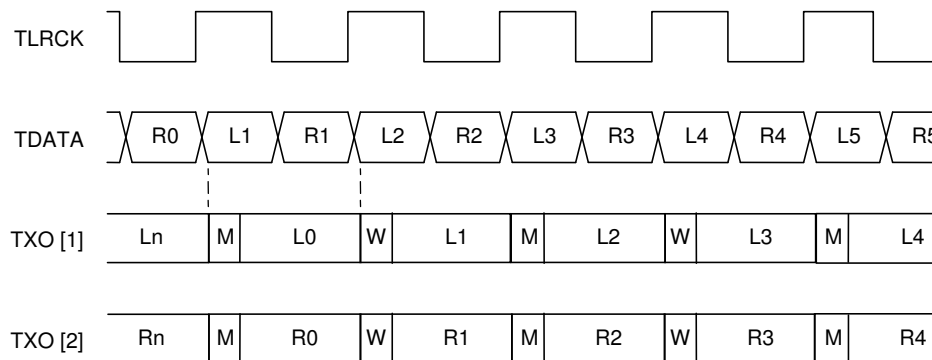 TLRCK
TDATA R0 L1 R1 L2 R2 L3 R3 L4 R4 L5 R5
TXO [1] Ln M L0 W L1 M L2 W L3 M L4
TXO [2] Rn M R0 W R1 M R2 W R3 M R4